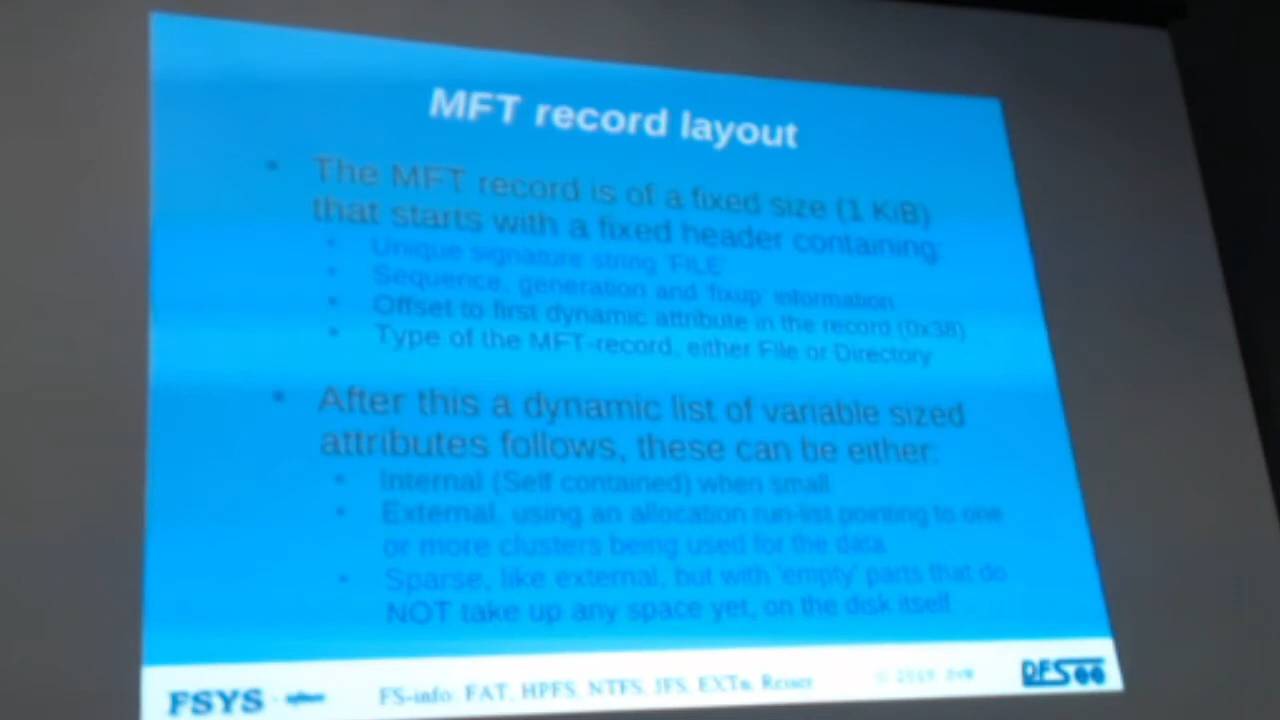 MFT record layout
• The MFT record is of a fixed size (1 KiB)
that starts with a fixed header containing:
• Unique signature string 'FILE'
• Sequence, generation and 'fixup' information
• Offset to first dynamic attribute in the record (0x38)
• Type of the MFT-record, either File or Directory
• After this a dynamic list of variable sized
attributes follows, these can be either:
• Internal (Self contained) when small
• External, using an allocation run-list pointing to one
or more clusters being used for the data
• Sparse, like external, but with 'empty' parts that do
NOT take up any space yet, on the disk itself
FSYS - FS-info: FAT, HPFS, NTFS, JFS, EXTn, Reiser
DFSee